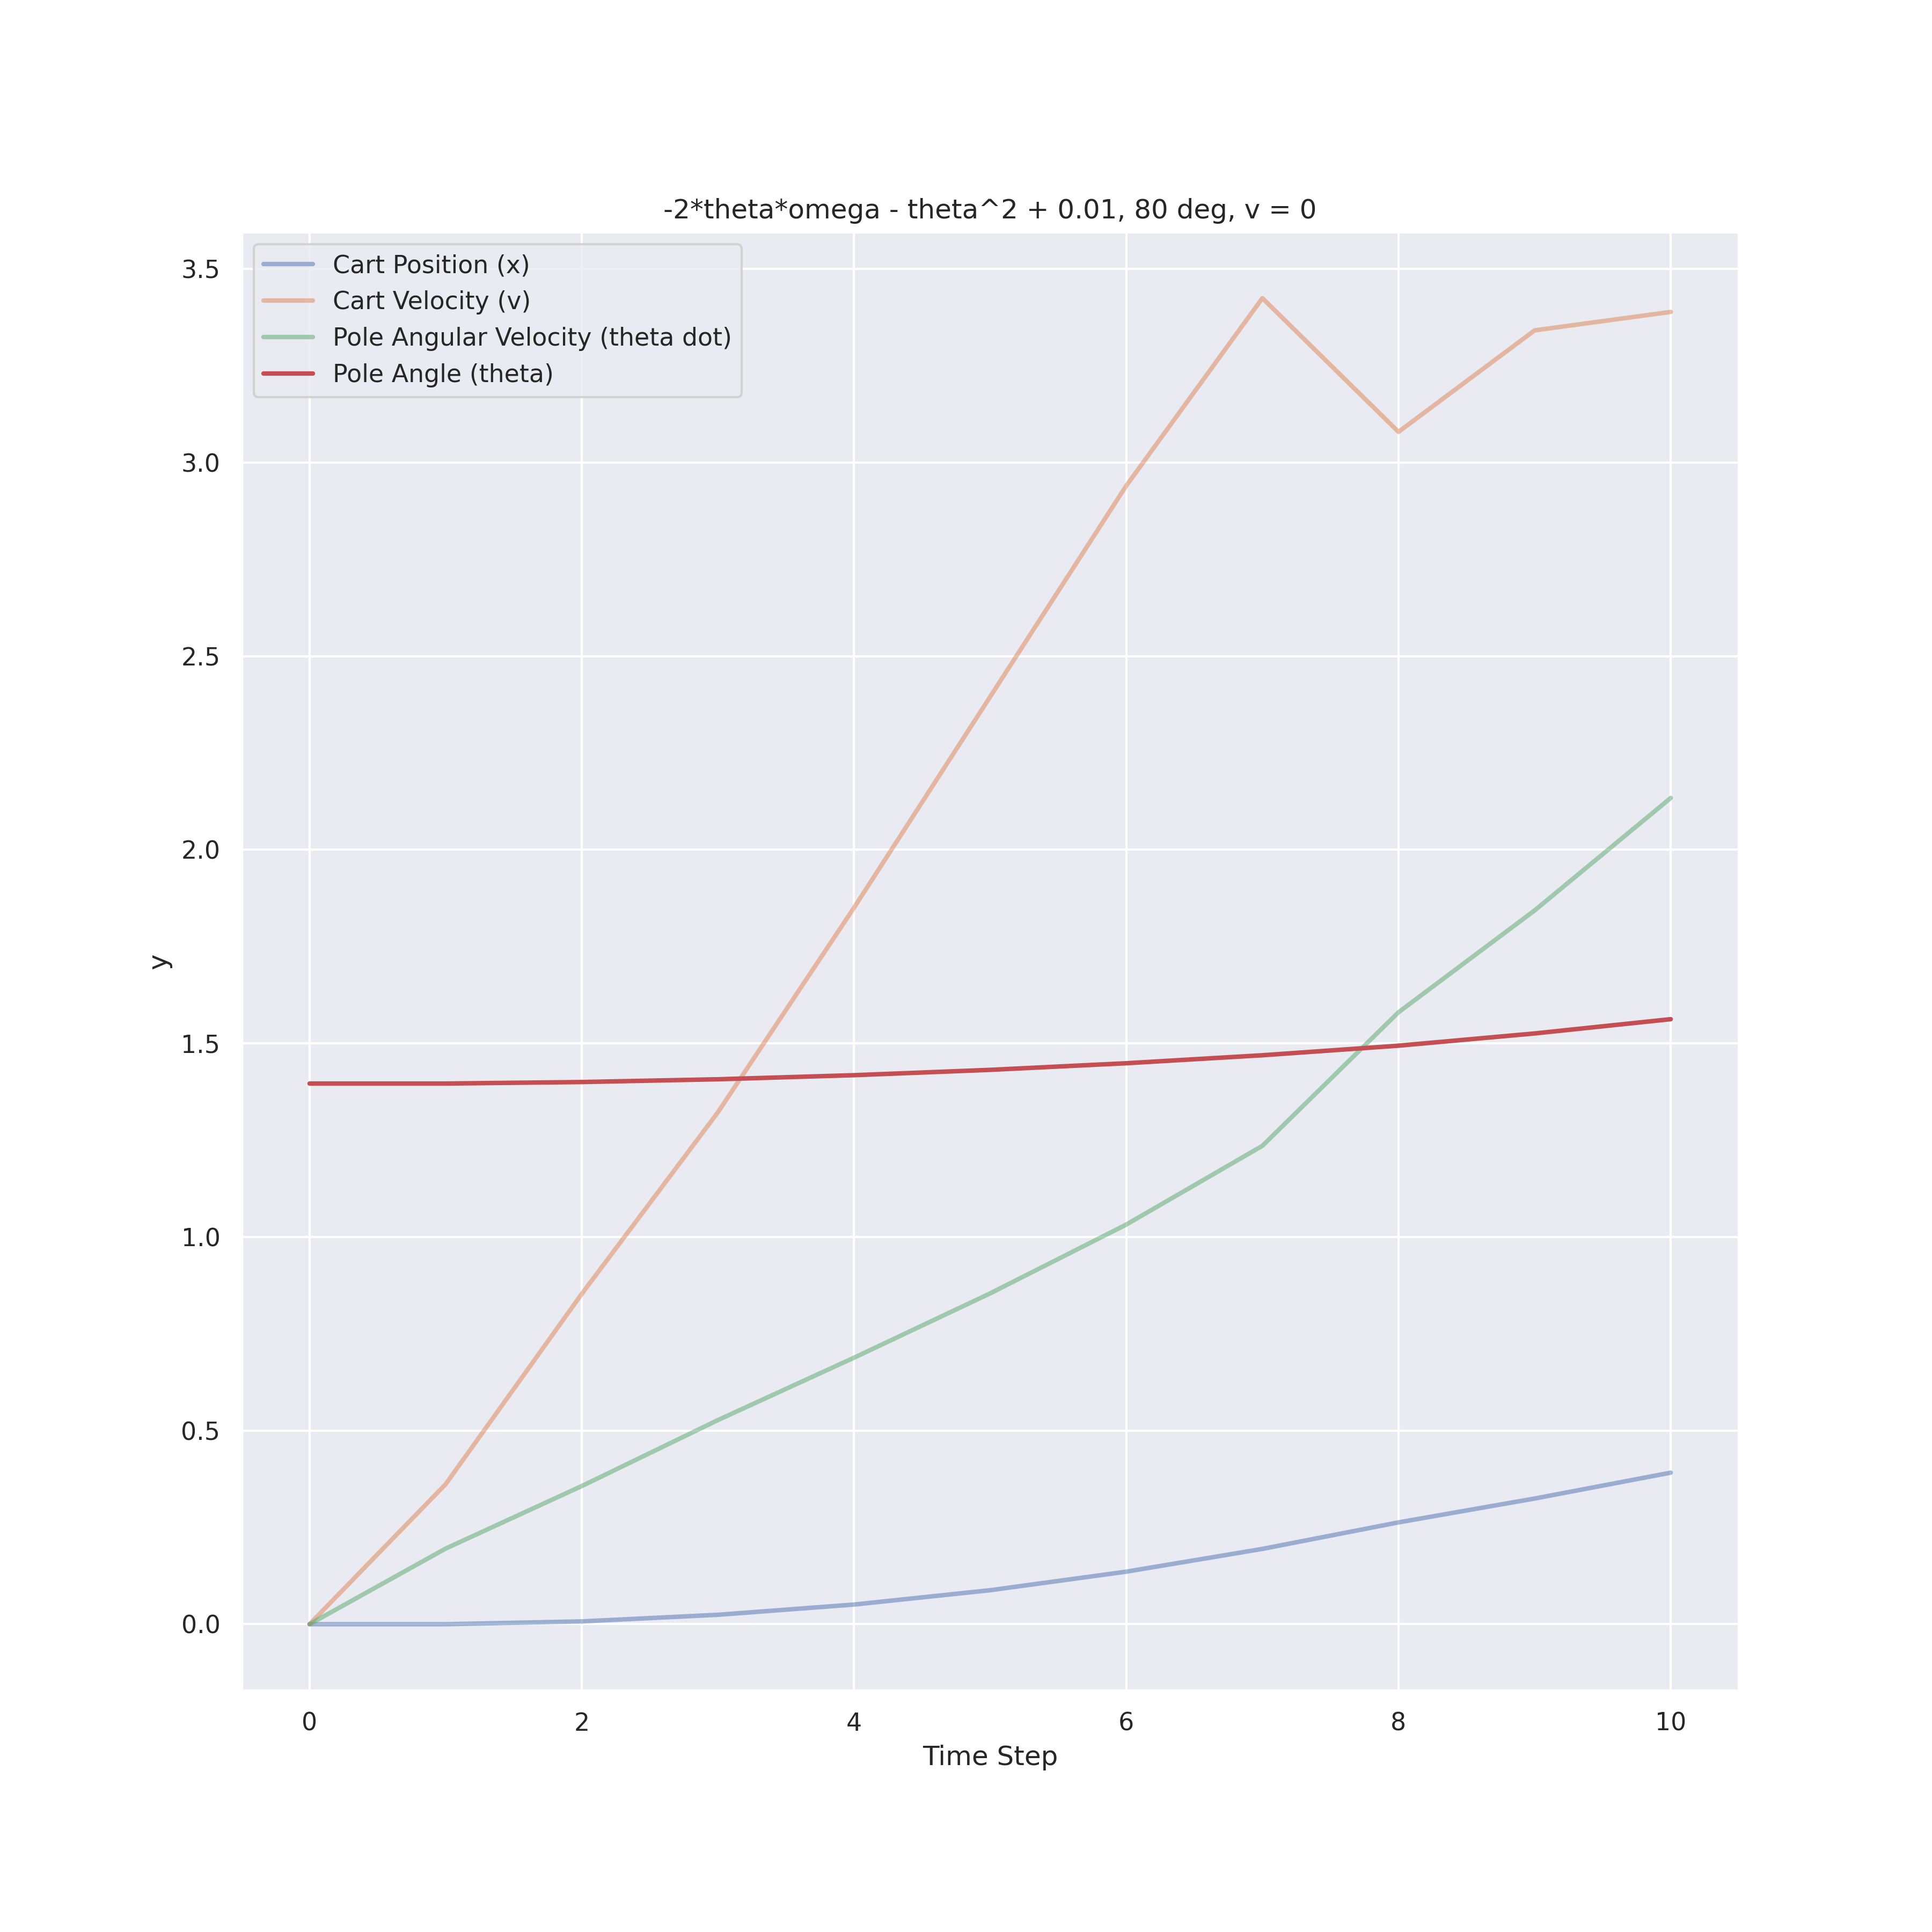 -2*theta*omega - theta^2 + 0.01, 80 deg, v = 0
Cart Position (x)
Cart Velocity (v)
Pole Angular Velocity (theta dot)
Pole Angle (theta)
3.5
3.0
2.5
2.0
1.5
1.0
0.5
0.0
y
0 2 4 6 8 10
Time Step